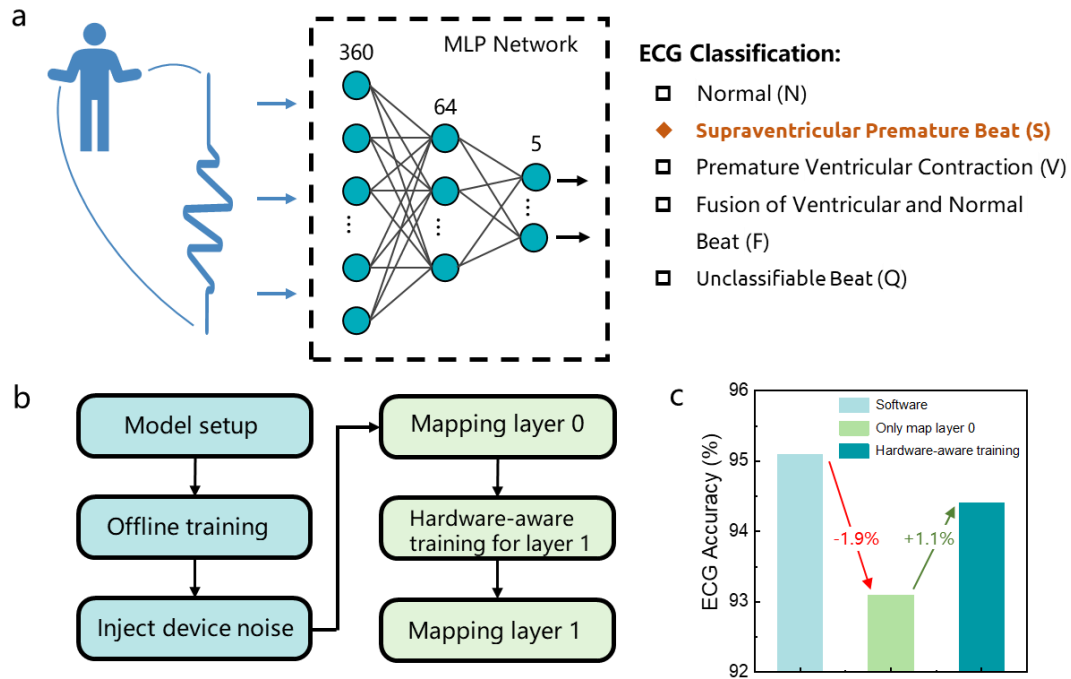 a
MLP Network
360
64
5
ECG Classification:
Normal (N)
Supraventricular Premature Beat (S)
Premature Ventricular Contraction (V)
Fusion of Ventricular and Normal
Beat (F)
Unclassifiable Beat (Q)
b
Model setup
Offline training
Inject device noise
Mapping layer 0
Hardware-aware
training for layer 1
Mapping layer 1
c
ECG Accuracy (%)
96
95
94
93
92
Software
Only map layer 0
Hardware-aware training
-1.9%
+1.1%